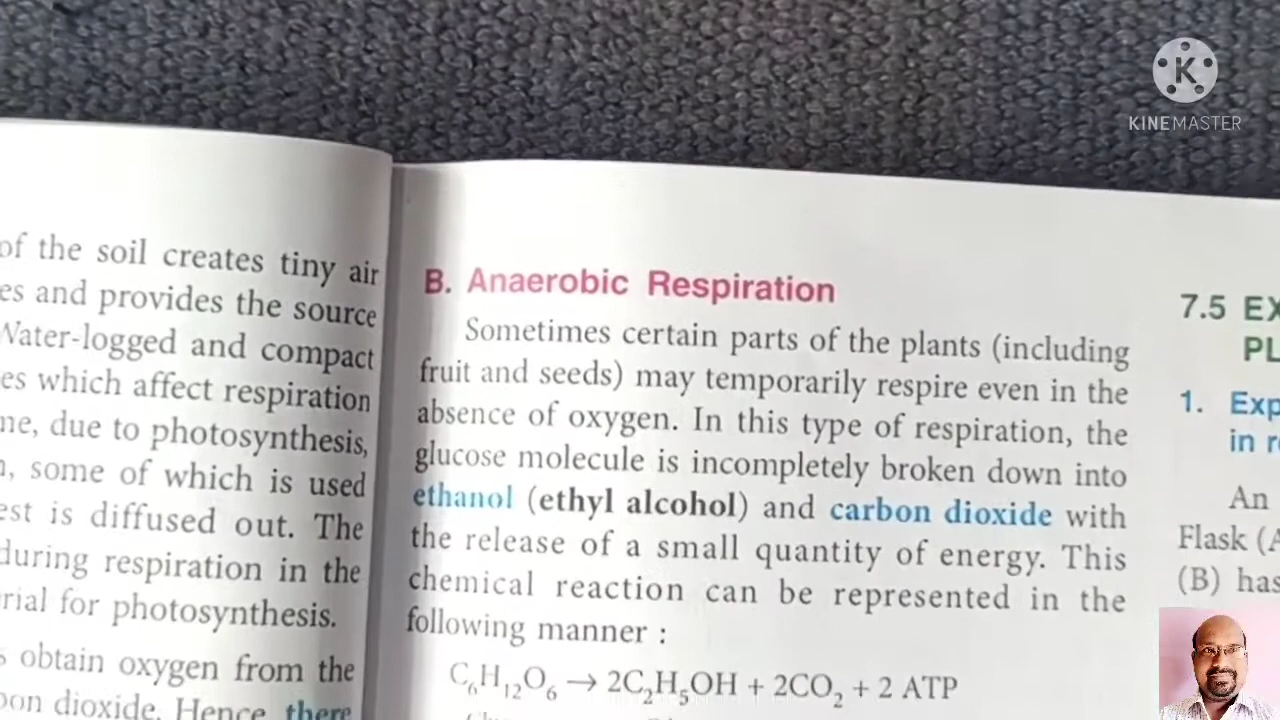 KINEMASTER
of the soil creates tiny air
es and provides the source
Water-logged and compact
es which affect respiration
me, due to photosynthesis,
n, some of which is used
est is diffused out. The
during respiration in the
rial for photosynthesis.
s obtain oxygen from the
bon dioxide. Hence there
B. Anaerobic Respiration
Sometimes certain parts of the plants (including
fruit and seeds) may temporarily respire even in the
absence of oxygen. In this type of respiration, the
glucose molecule is incompletely broken down into
ethanol (ethyl alcohol) and carbon dioxide with
the release of a small quantity of energy. This
chemical reaction can be represented in the
following manner :
C₆H₁₂O₆ → 2C₂H₅OH + 2CO₂ + 2 ATP
7.5 EX
PL
1. Exp
in r
An
Flask (A
(B) has